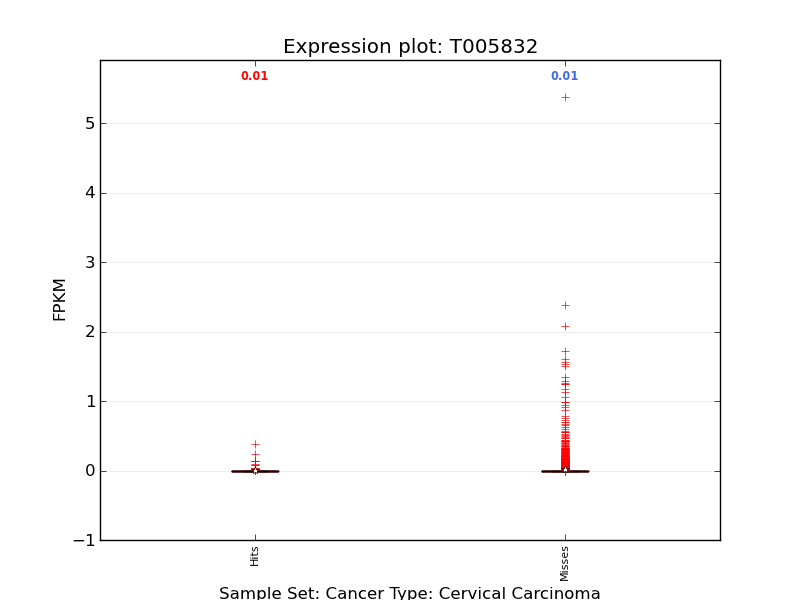 Expression plot: T005832
0.01
0.01
5
4
3
2
1
0
−1
FPKM
Hits
Misses
Sample Set: Cancer Type: Cervical Carcinoma